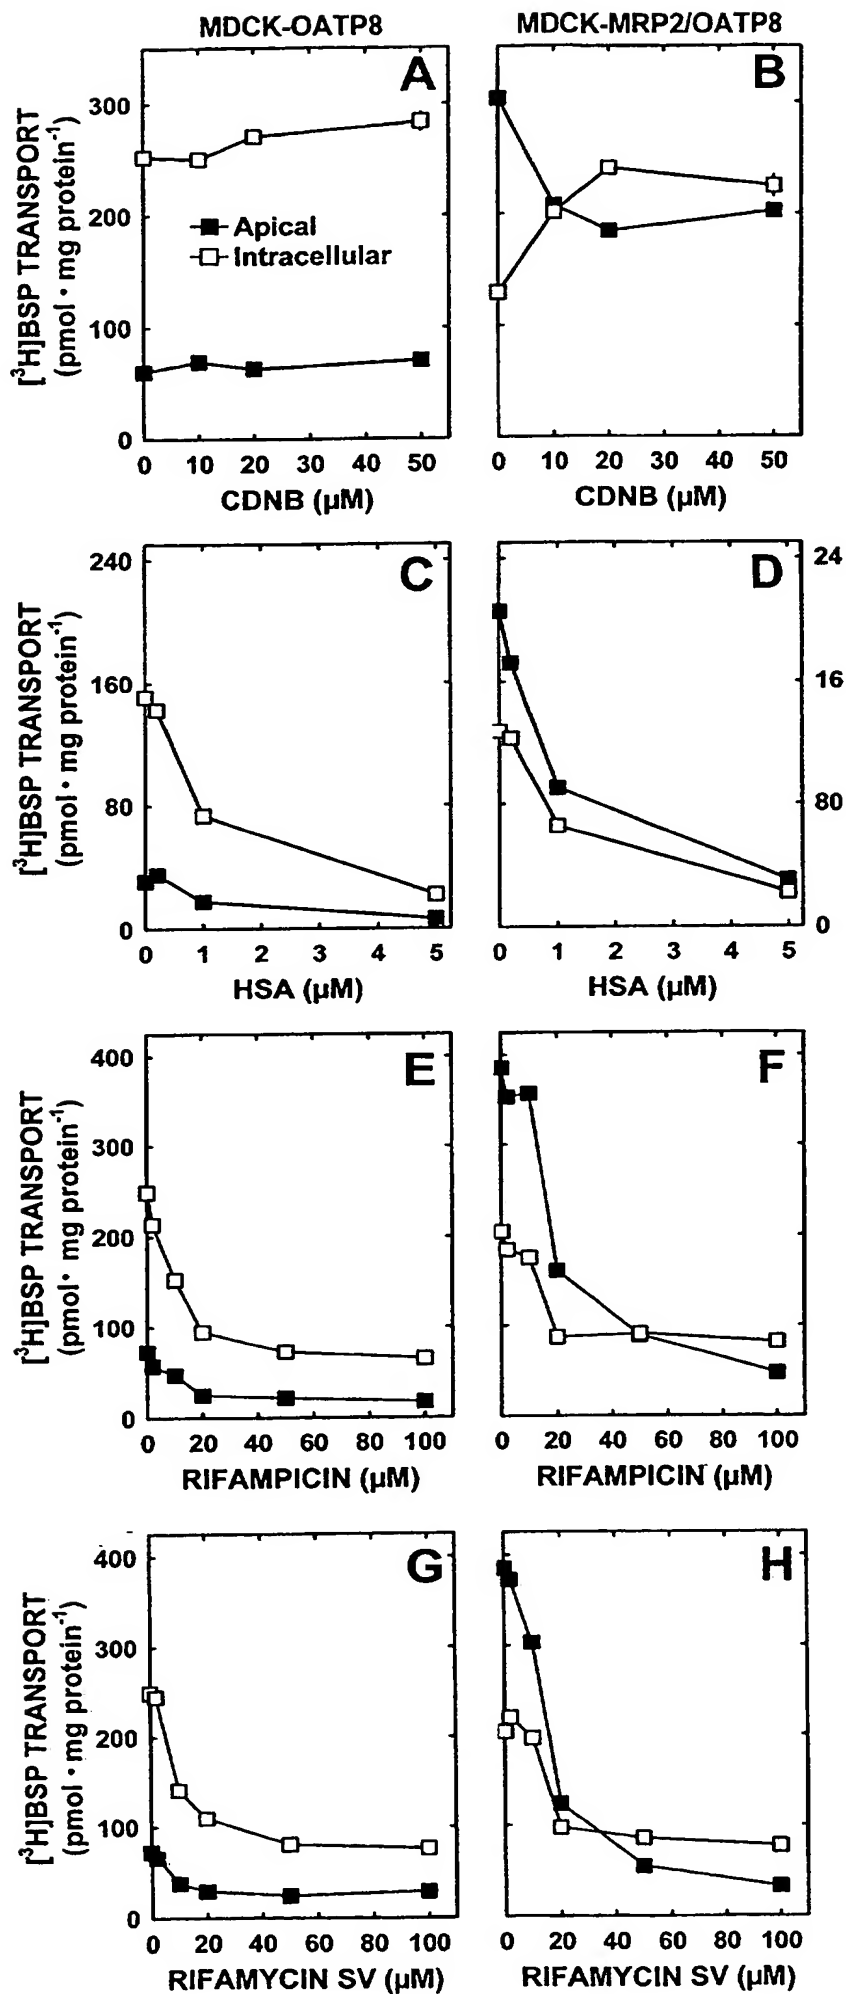 MDCK-OATP8
MDCK-MRP2/OATP8
[³H]BSP TRANSPORT
(pmol • mg protein⁻¹)
300
200
100
0
A
Apical
Intracellular
0 10 20 30 40 50
CDNB (µM)
B
0 10 20 30 40 50
CDNB (µM)
[³H]BSP TRANSPORT
(pmol • mg protein⁻¹)
240
160
80
0
C
0 1 2 3 4 5
HSA (µM)
D
24
16
80
0
0 1 2 3 4 5
HSA (µM)
[³H]BSP TRANSPORT
(pmol • mg protein⁻¹)
400
300
200
100
0
E
0 20 40 60 80 100
RIFAMPICIN (µM)
F
0 20 40 60 80 100
RIFAMPICIN (µM)
[³H]BSP TRANSPORT
(pmol • mg protein⁻¹)
400
300
200
100
0
G
0 20 40 60 80 100
RIFAMYCIN SV (µM)
H
0 20 40 60 80 100
RIFAMYCIN SV (µM)